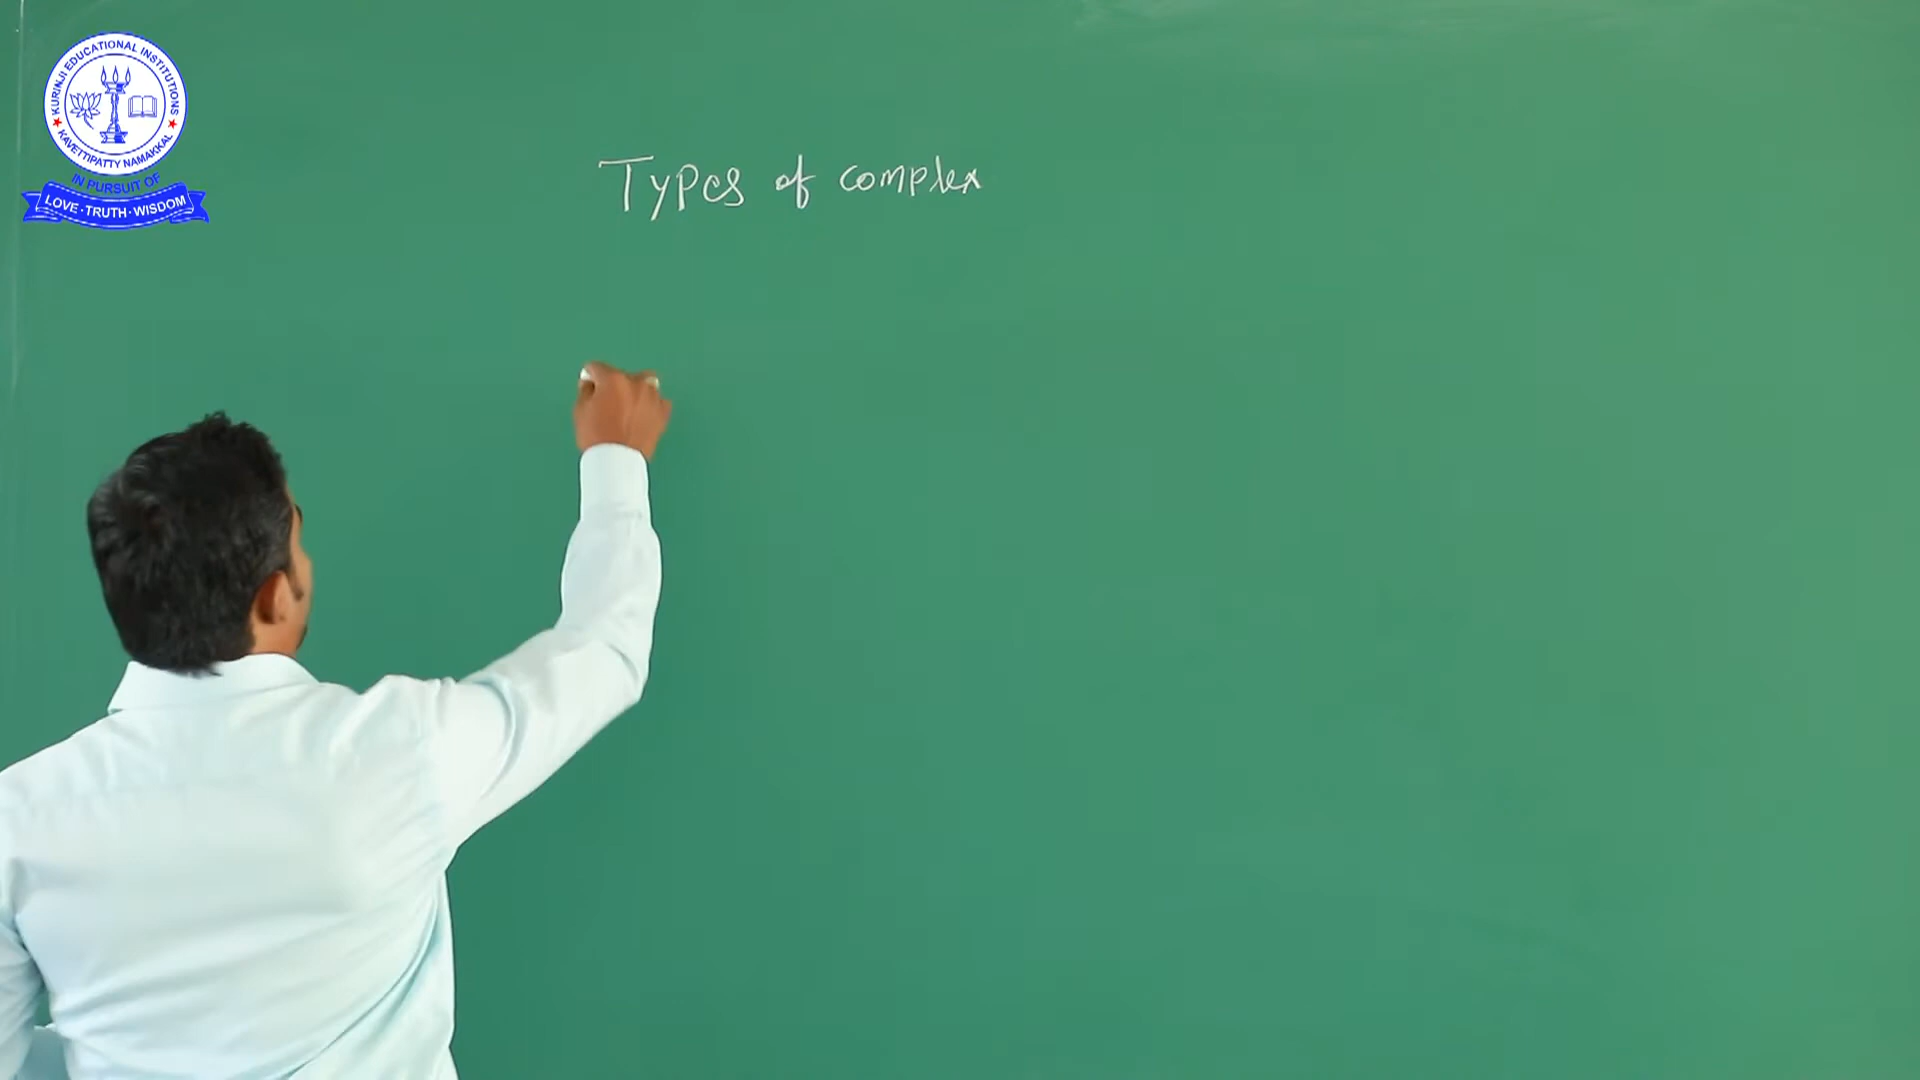 KURINJI EDUCATIONAL INSTITUTIONS
KAVETTIPATTY NAMAKKAL
IN PURSUIT OF
LOVE · TRUTH · WISDOM
Types of complex